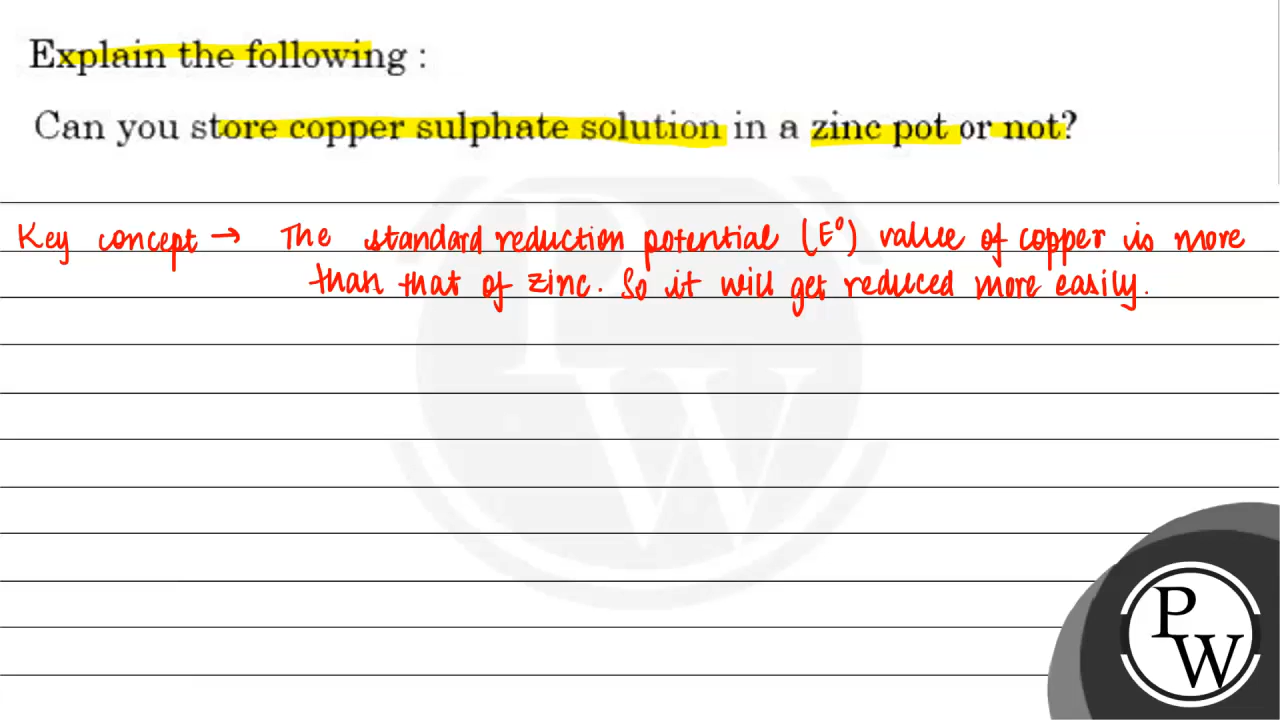 Explain the following :
Can you store copper sulphate solution in a zinc pot or not?
Key concept → The standard reduction potential (E°) value of copper is more
than that of zinc. So it will get reduced more easily.
P
W
P
W